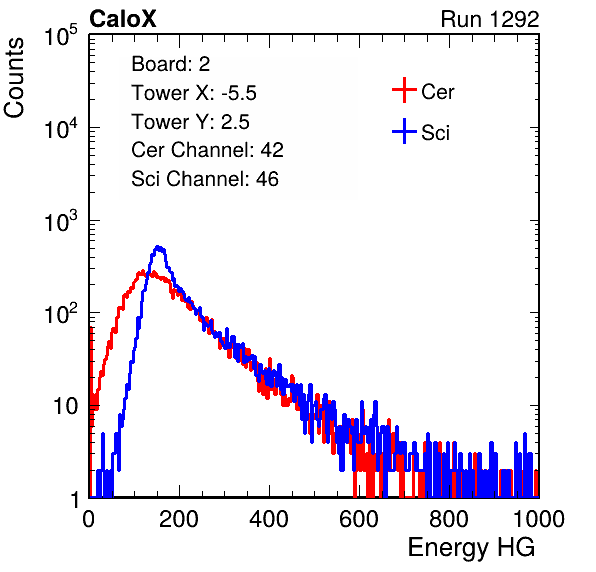 CaloX Run 1292
Counts
10^5
10^4
10^3
10^2
10
1
Board: 2
Tower X: -5.5
Tower Y: 2.5
Cer Channel: 42
Sci Channel: 46
Cer
Sci
0 200 400 600 800 1000
Energy HG